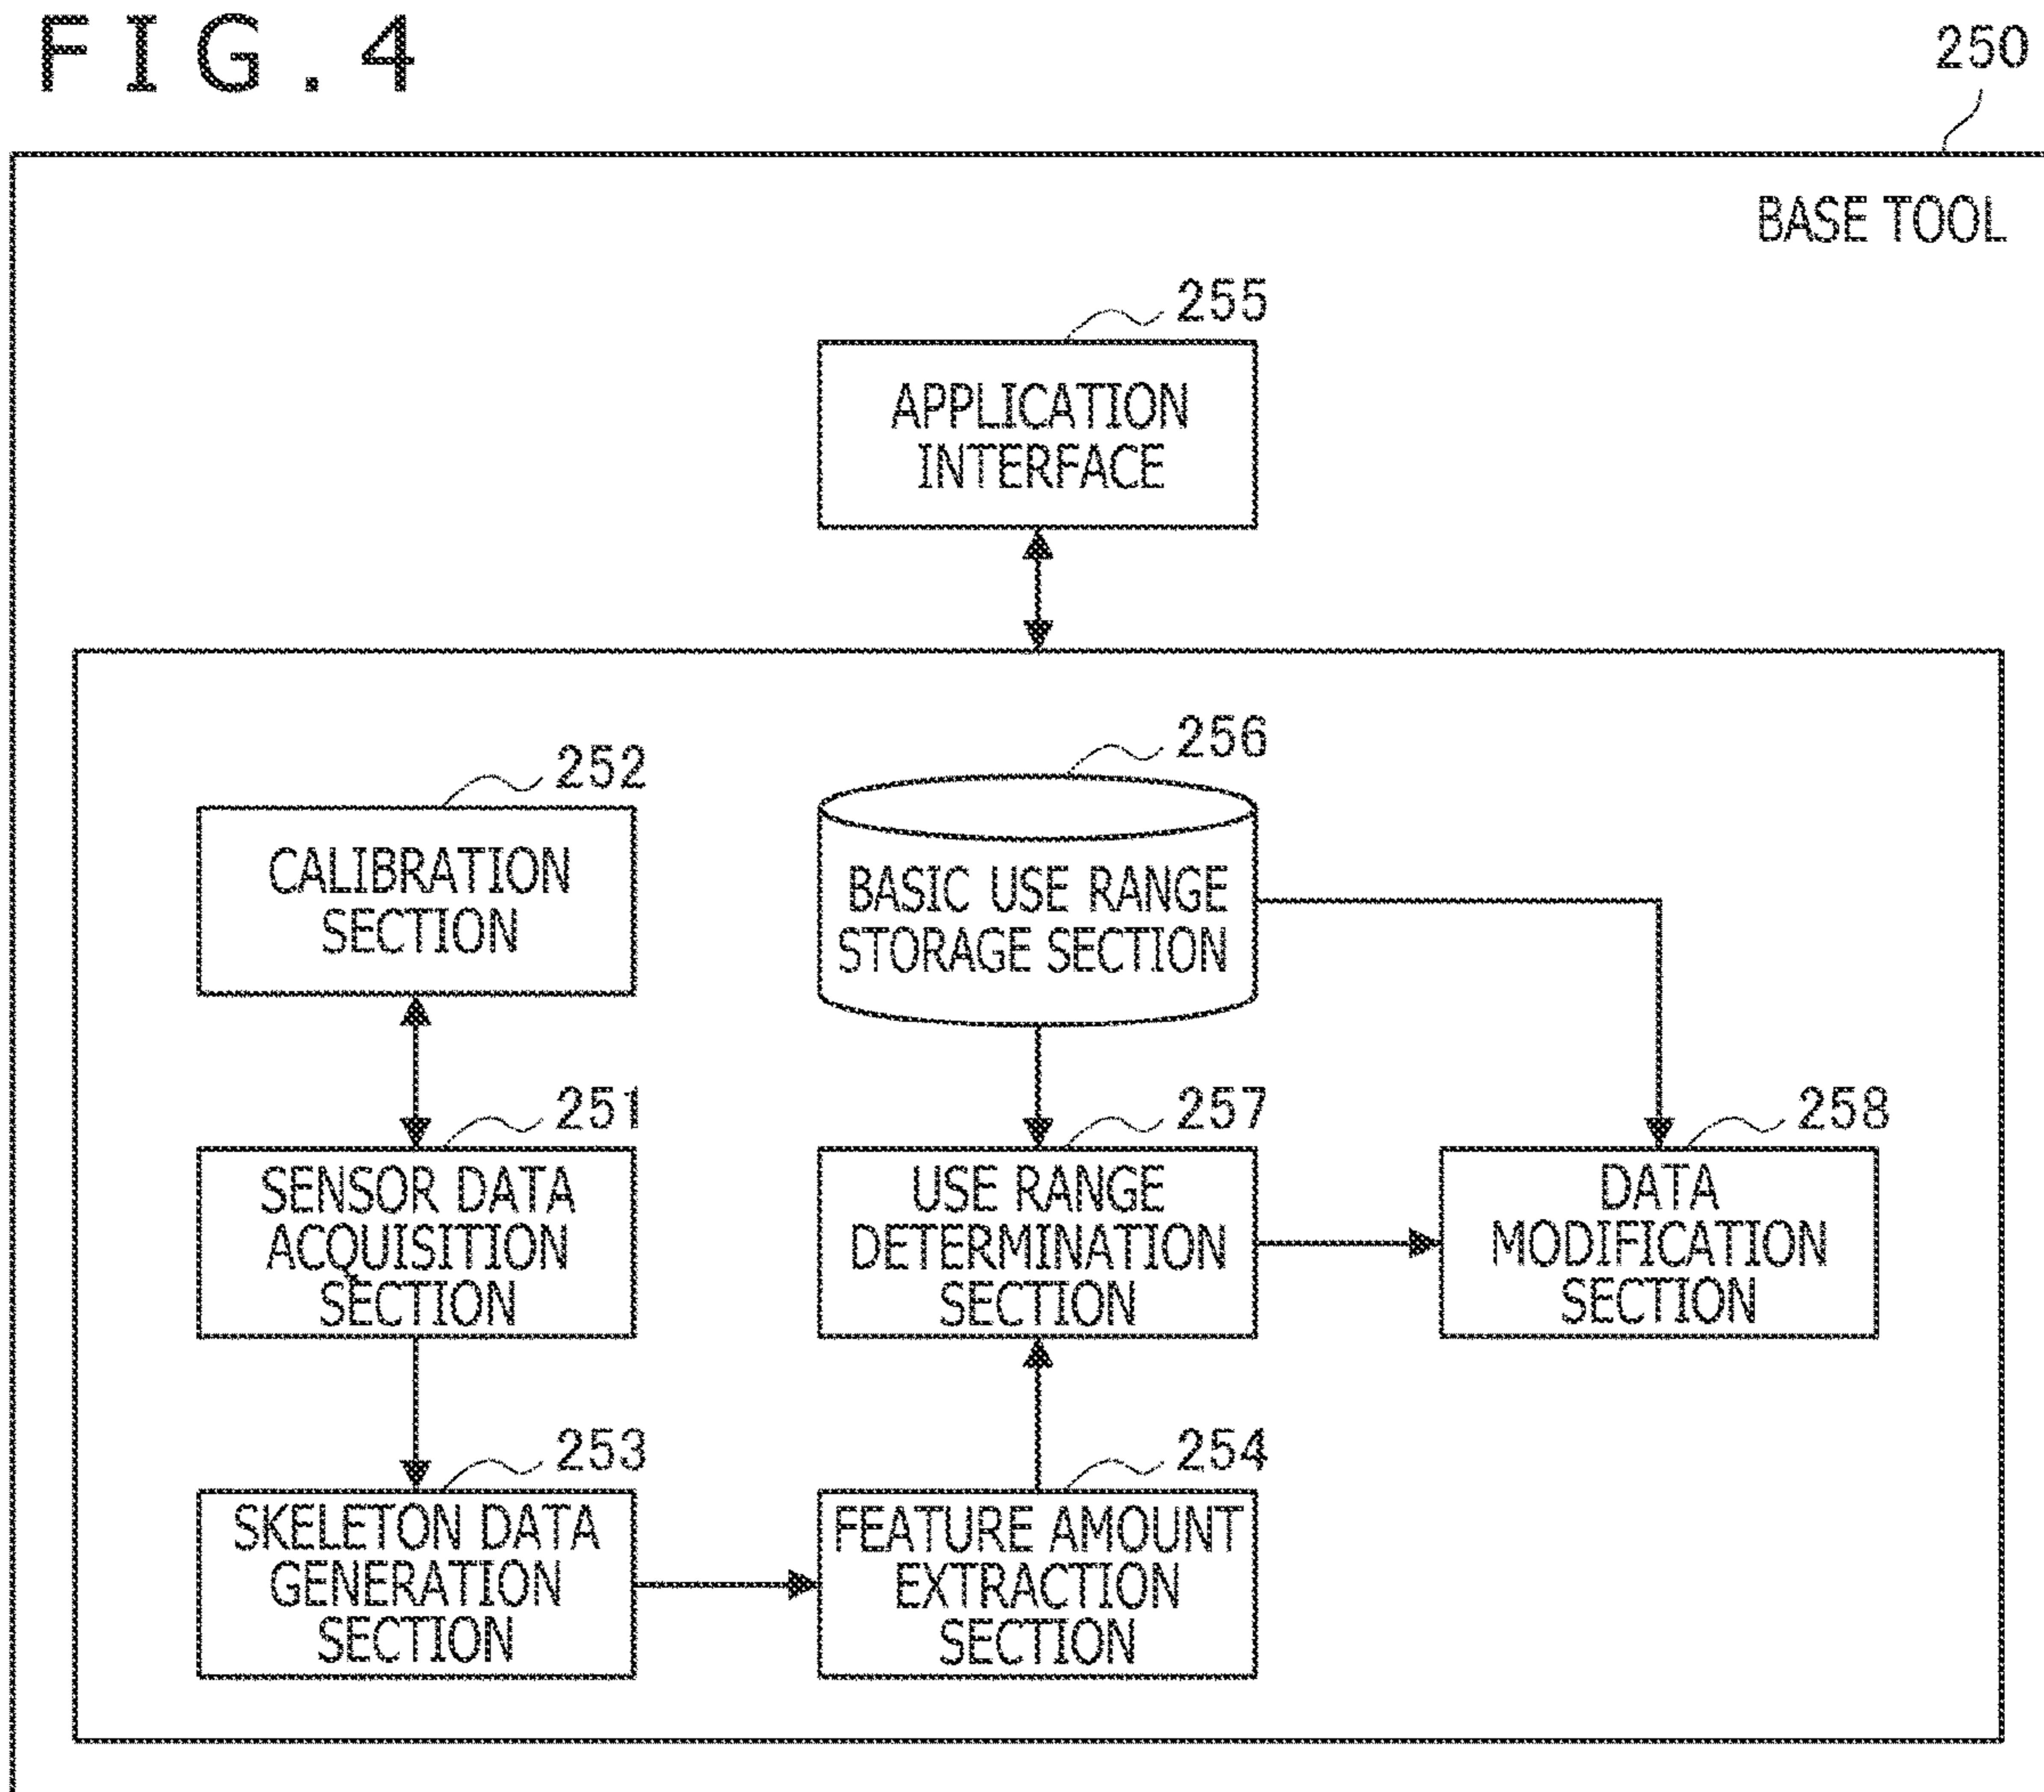 FIG.4
250
BASE TOOL
255
APPLICATION
INTERFACE
256
252
CALIBRATION
SECTION
BASIC USE RANGE
STORAGE SECTION
251
257
258
SENSOR DATA
ACQUISITION
SECTION
USE RANGE
DETERMINATION
SECTION
DATA
MODIFICATION
SECTION
253
254
SKELETON DATA
GENERATION
SECTION
FEATURE AMOUNT
EXTRACTION
SECTION